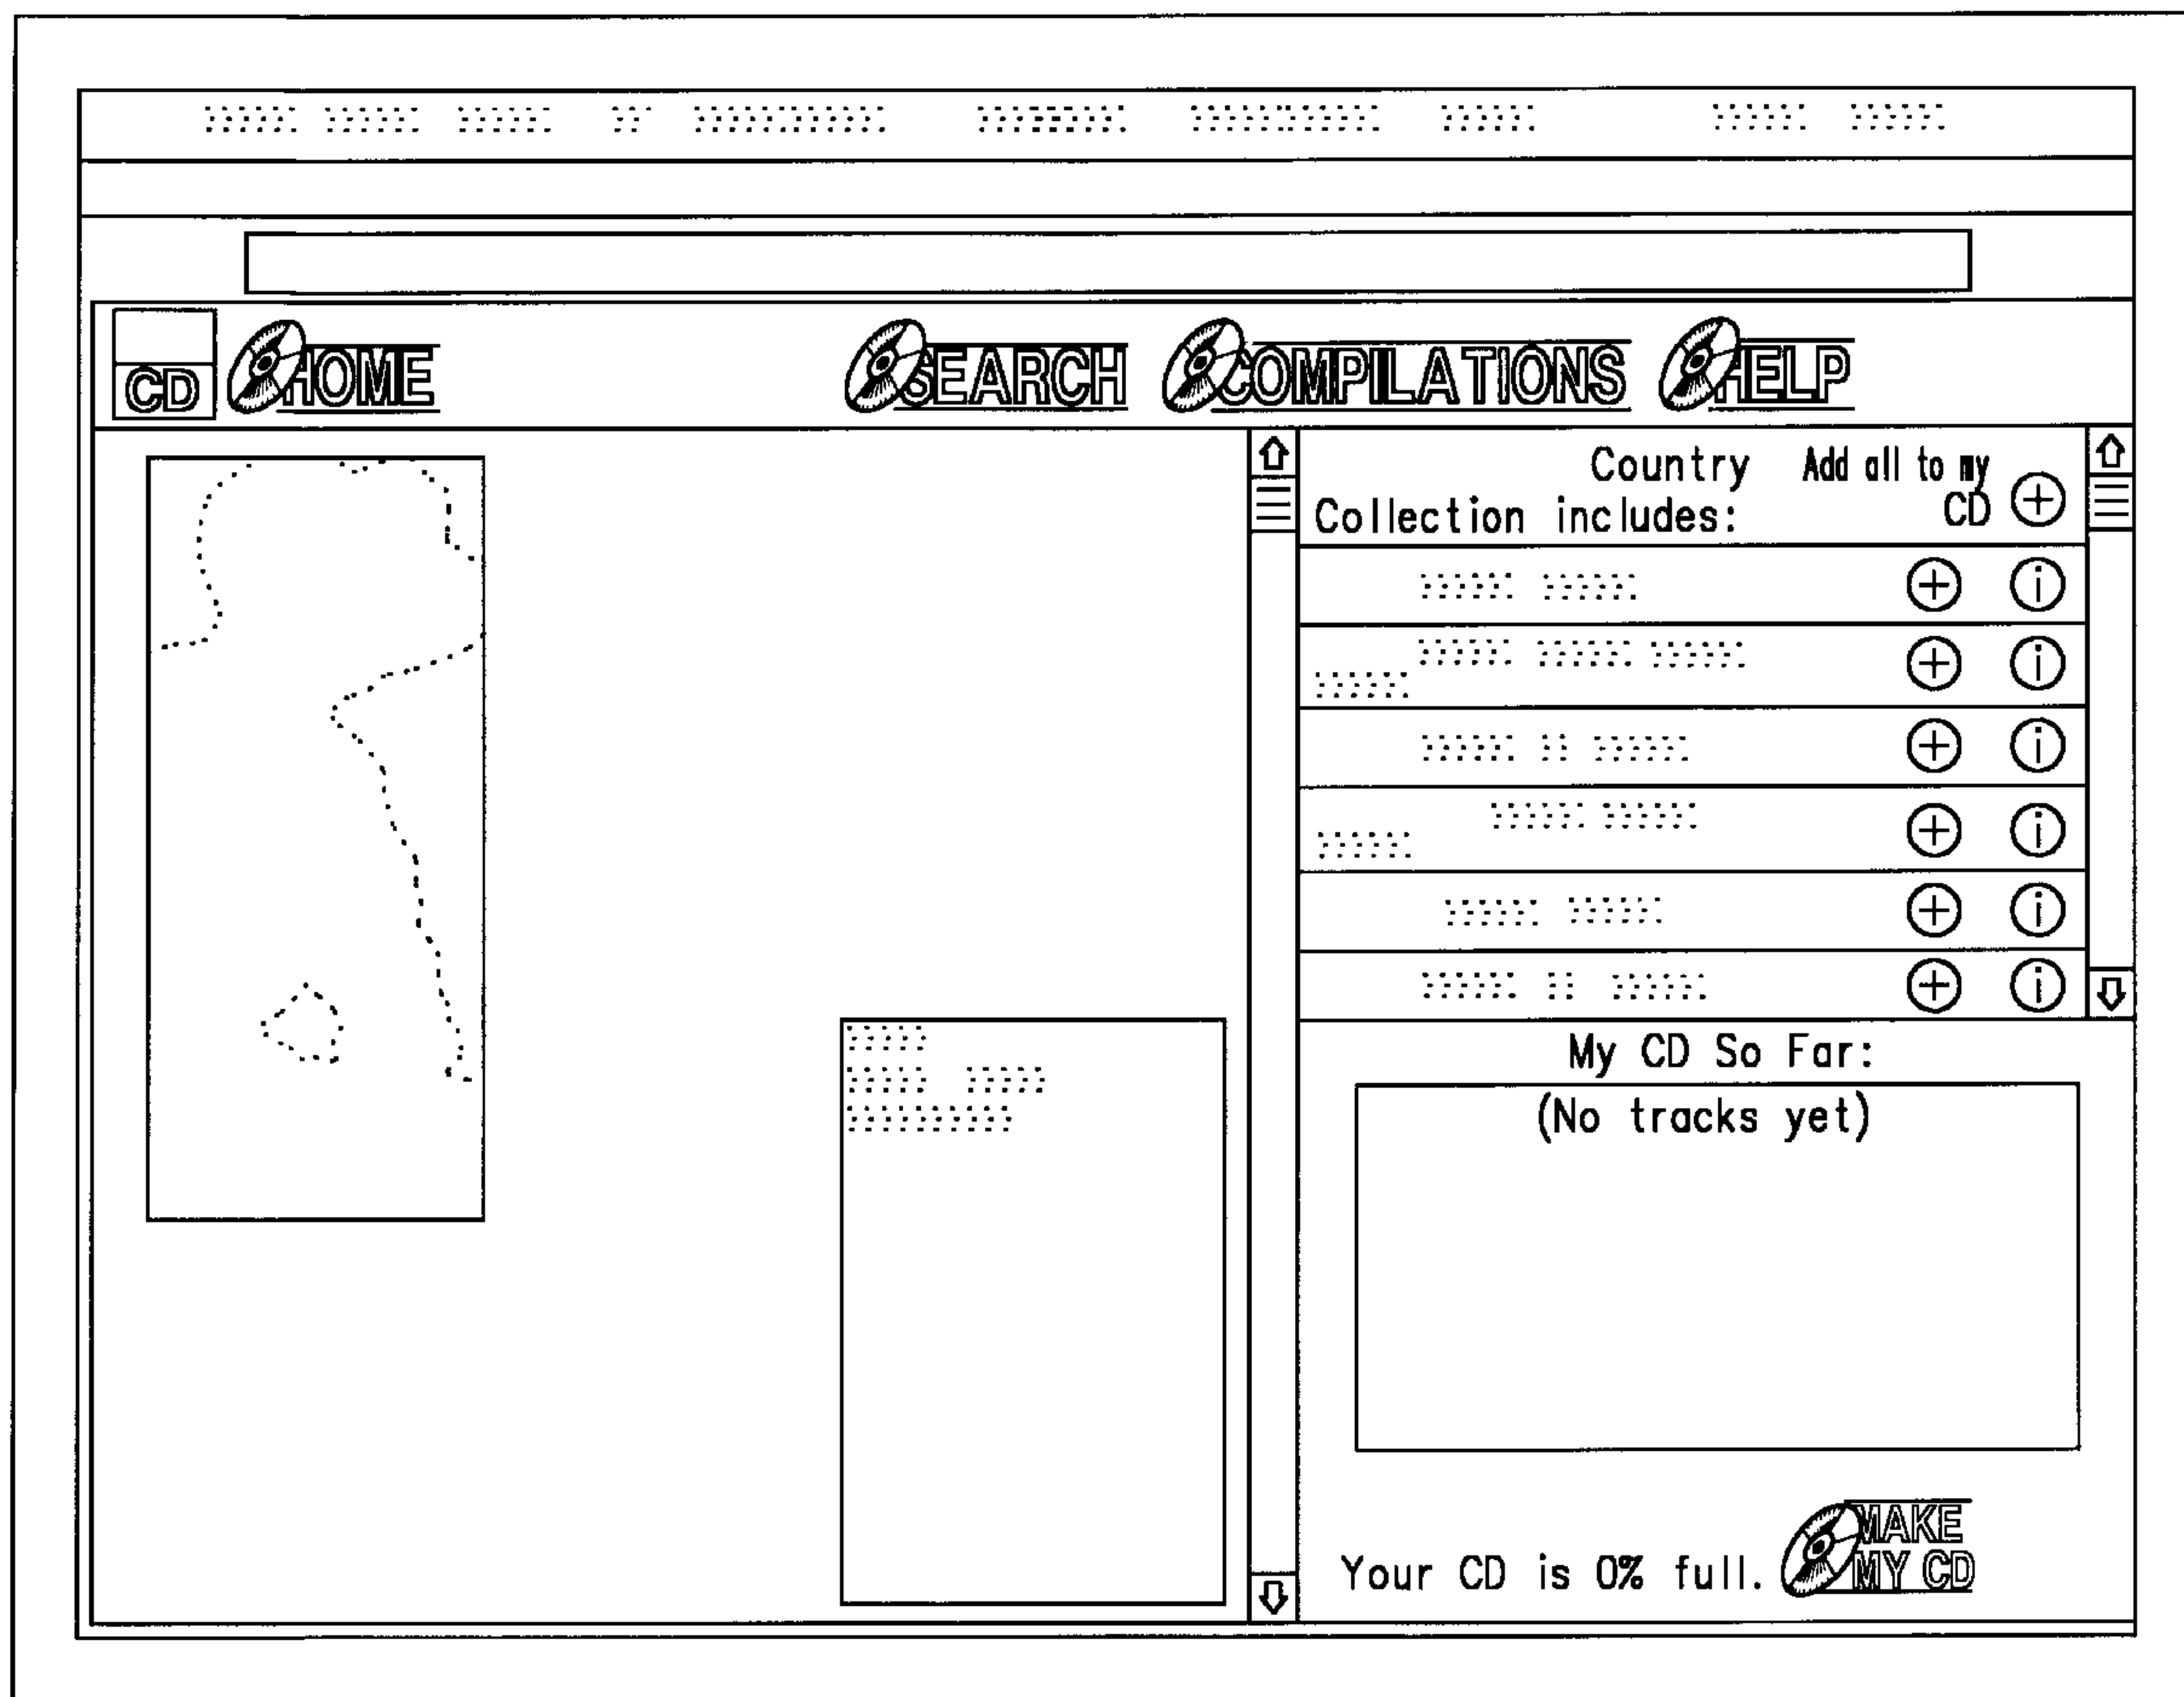 CD
HOME
SEARCH
COMPILATIONS
HELP
Country
Collection includes:
Add all to my
CD
+
+ i
+ i
+ i
+ i
+ i
+ i
My CD So Far:
(No tracks yet)
Your CD is 0% full.
MAKE
MY CD